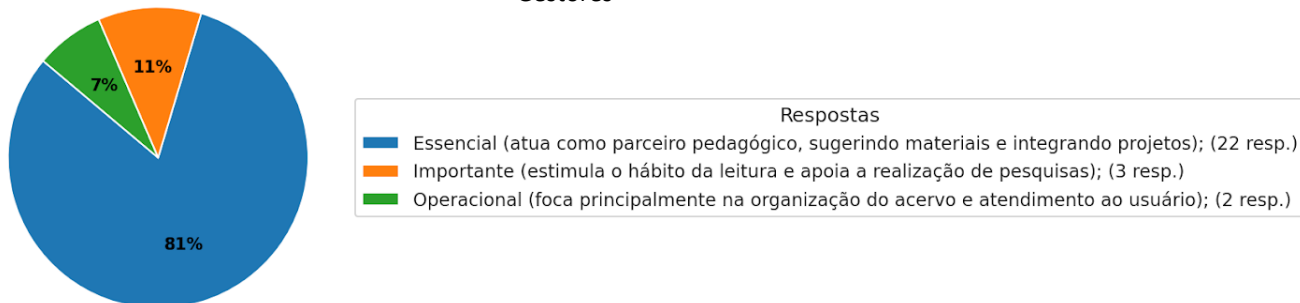 Gestores
11%
7%
81%
Respostas
Essencial (atua como parceiro pedagógico, sugerindo materiais e integrando projetos); (22 resp.)
Importante (estimula o hábito da leitura e apoia a realização de pesquisas); (3 resp.)
Operacional (foca principalmente na organização do acervo e atendimento ao usuário); (2 resp.)